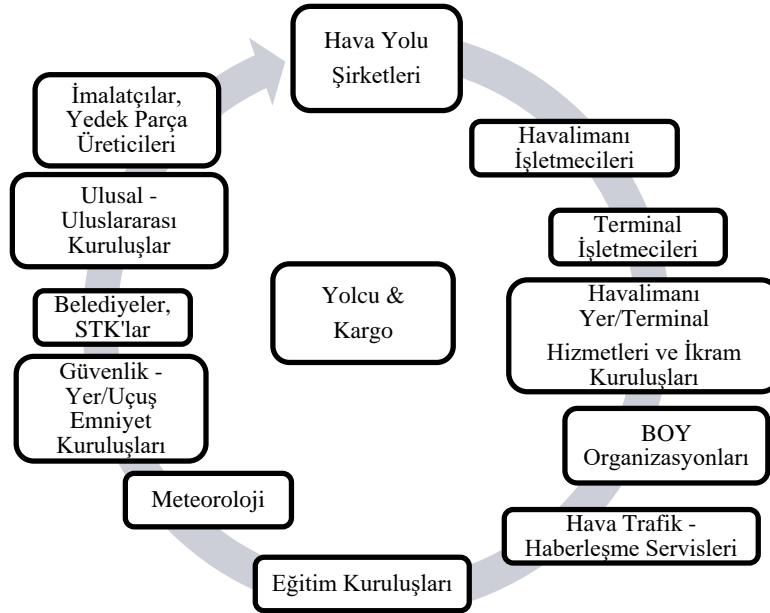 Hava Yolu
Şirketleri
Havalimanı
İşletmecileri
Terminal
İşletmecileri
Havalimanı
Yer/Terminal
Hizmetleri ve İkram
Kuruluşları
BOY
Organizasyonları
Hava Trafik -
Haberleşme Servisleri
Eğitim Kuruluşları
Meteoroloji
Güvenlik -
Yer/Uçuş
Emniyet
Kuruluşları
Belediyeler,
STK'lar
Ulusal -
Uluslararası
Kuruluşlar
İmalatçılar,
Yedek Parça
Üreticileri
Yolcu &
Kargo